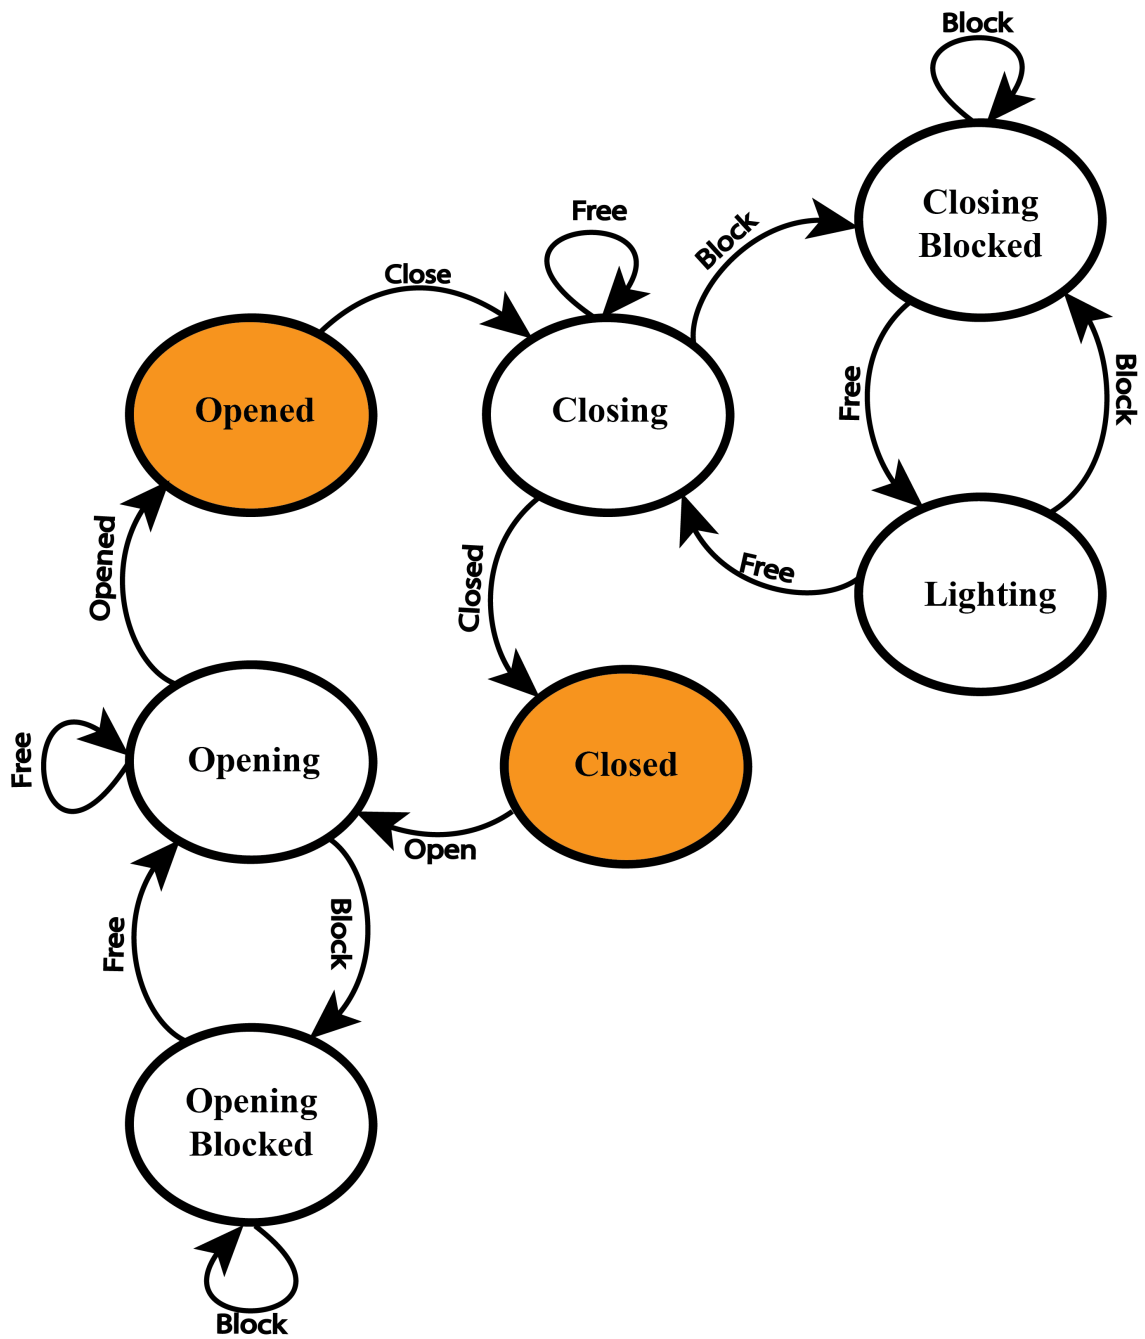 Block
Closing
Blocked
Free
Block
Close
Free
Block
Opened
Closing
Opened
Closed
Free
Lighting
Free
Opening
Closed
Open
Free
Block
Opening
Blocked
Block